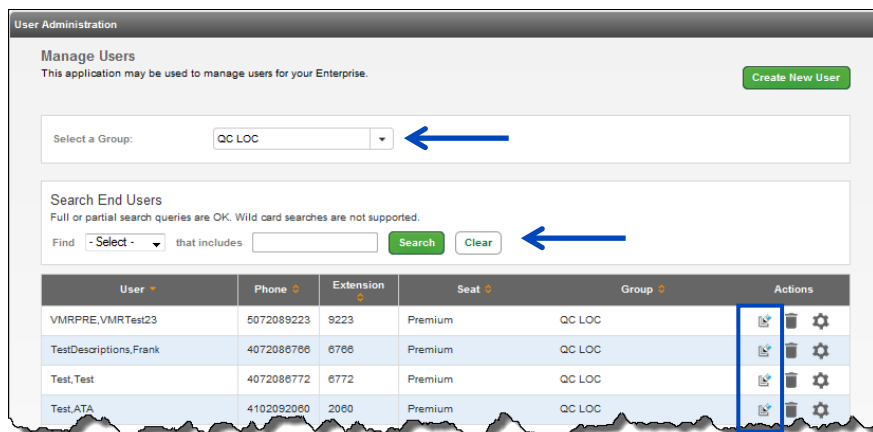 User Administration
Manage Users
This application may be used to manage users for your Enterprise.
Create New User
Select a Group: QC LOC
Search End Users
Full or partial search queries are OK. Wild card searches are not supported.
Find - Select - that includes Search Clear
User Phone Extension Seat Group Actions
VMRPRE,VMRTest23 5072089223 9223 Premium QC LOC
TestDescriptions,Frank 4072086766 6766 Premium QC LOC
Test,Test 4072086772 6772 Premium QC LOC
Test,ATA 4102092060 2060 Premium QC LOC